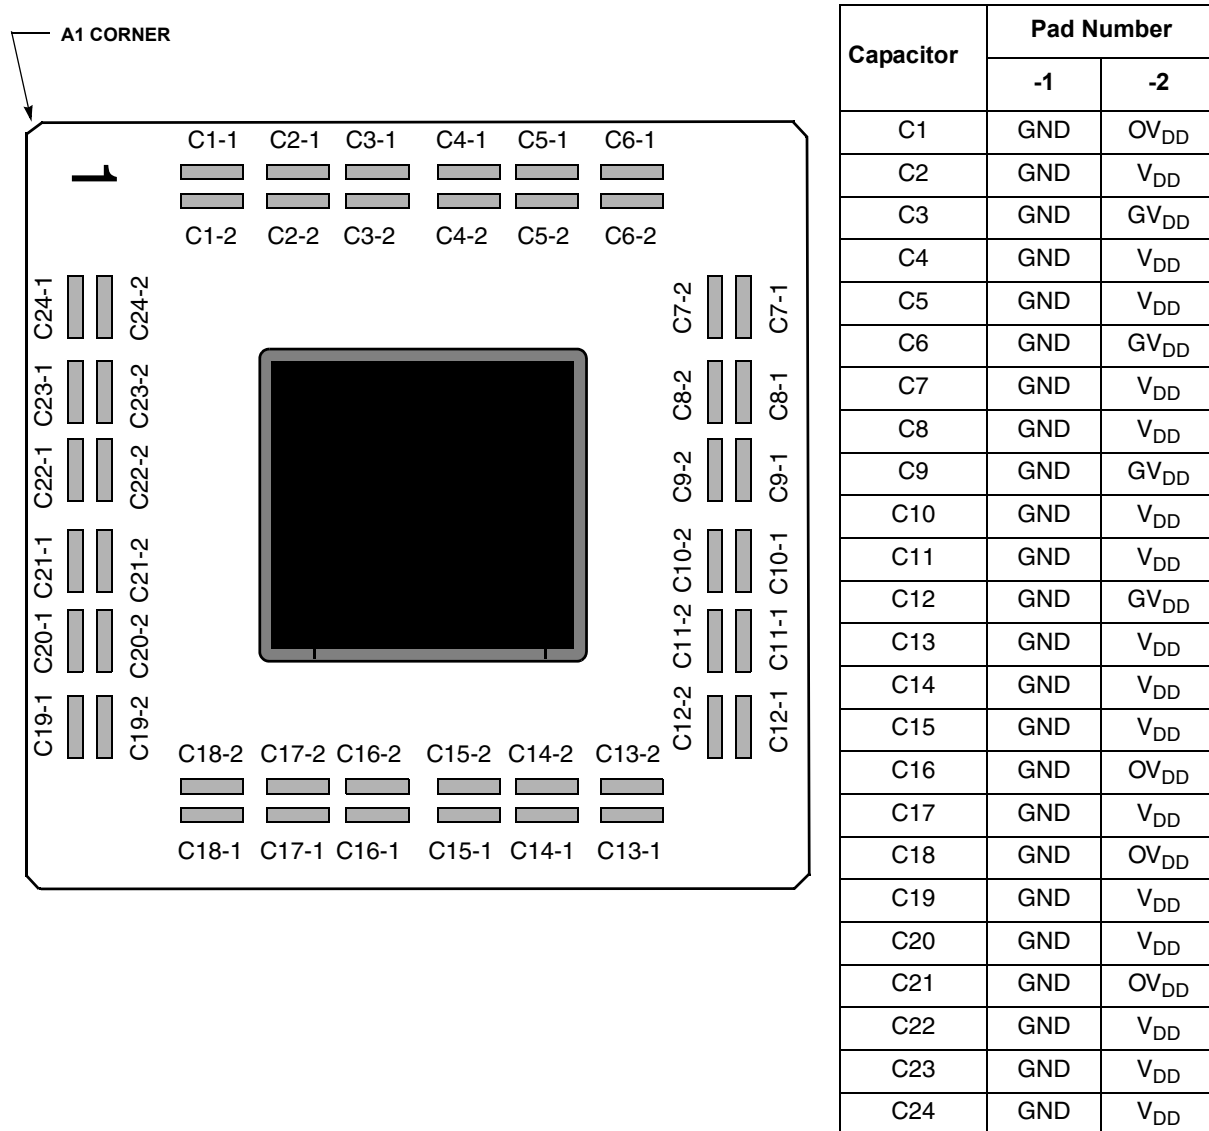 A1 CORNER
1
C1-1 C2-1 C3-1 C4-1 C5-1 C6-1
C1-2 C2-2 C3-2 C4-2 C5-2 C6-2
C24-1 C24-2
C23-1 C23-2
C22-1 C22-2
C21-1 C21-2
C20-1 C20-2
C19-1 C19-2
C7-2 C7-1
C8-2 C8-1
C9-2 C9-1
C10-2 C10-1
C11-2 C11-1
C12-2 C12-1
C18-2 C17-2 C16-2 C15-2 C14-2 C13-2
C18-1 C17-1 C16-1 C15-1 C14-1 C13-1
Capacitor Pad Number
-1 -2
C1 GND OVDD
C2 GND VDD
C3 GND GVDD
C4 GND VDD
C5 GND VDD
C6 GND GVDD
C7 GND VDD
C8 GND VDD
C9 GND GVDD
C10 GND VDD
C11 GND VDD
C12 GND GVDD
C13 GND VDD
C14 GND VDD
C15 GND VDD
C16 GND OVDD
C17 GND VDD
C18 GND OVDD
C19 GND VDD
C20 GND VDD
C21 GND OVDD
C22 GND VDD
C23 GND VDD
C24 GND VDD